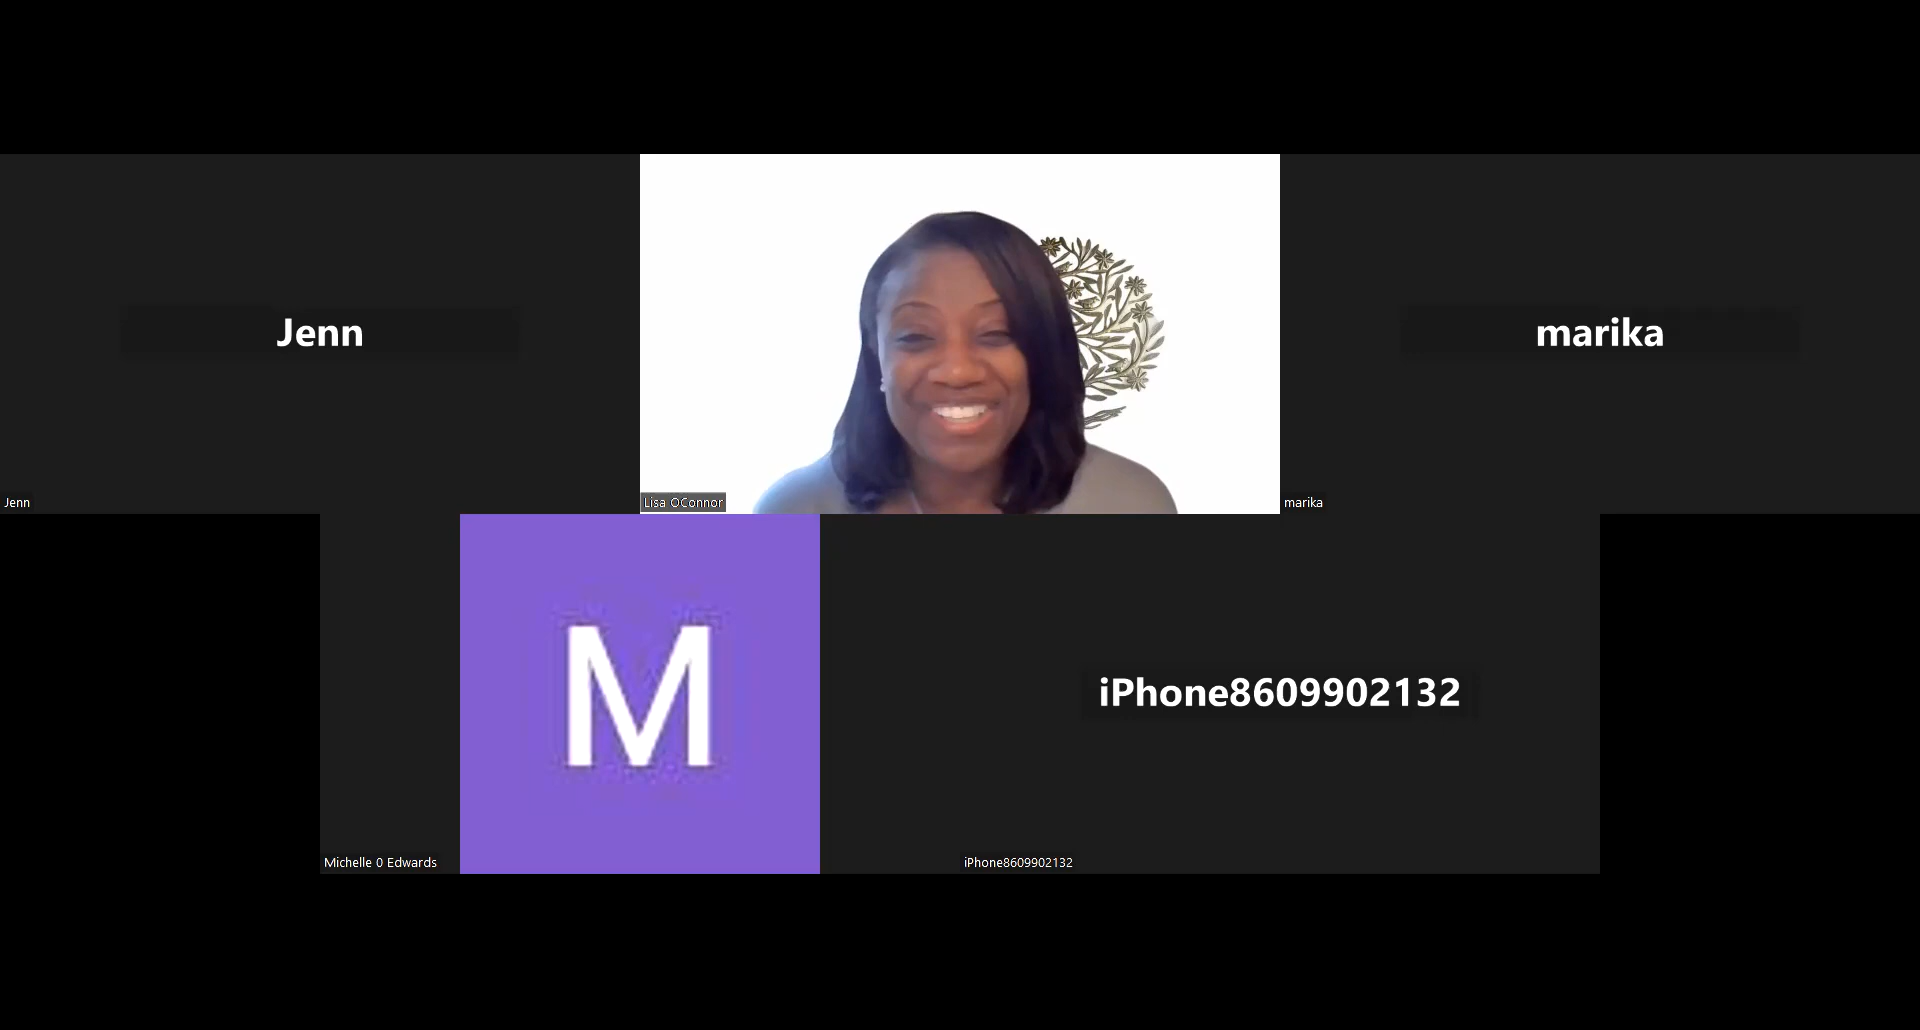 Jenn
marika
Jenn
Lisa OConnor
marika
M
iPhone8609902132
Michelle 0 Edwards
iPhone8609902132